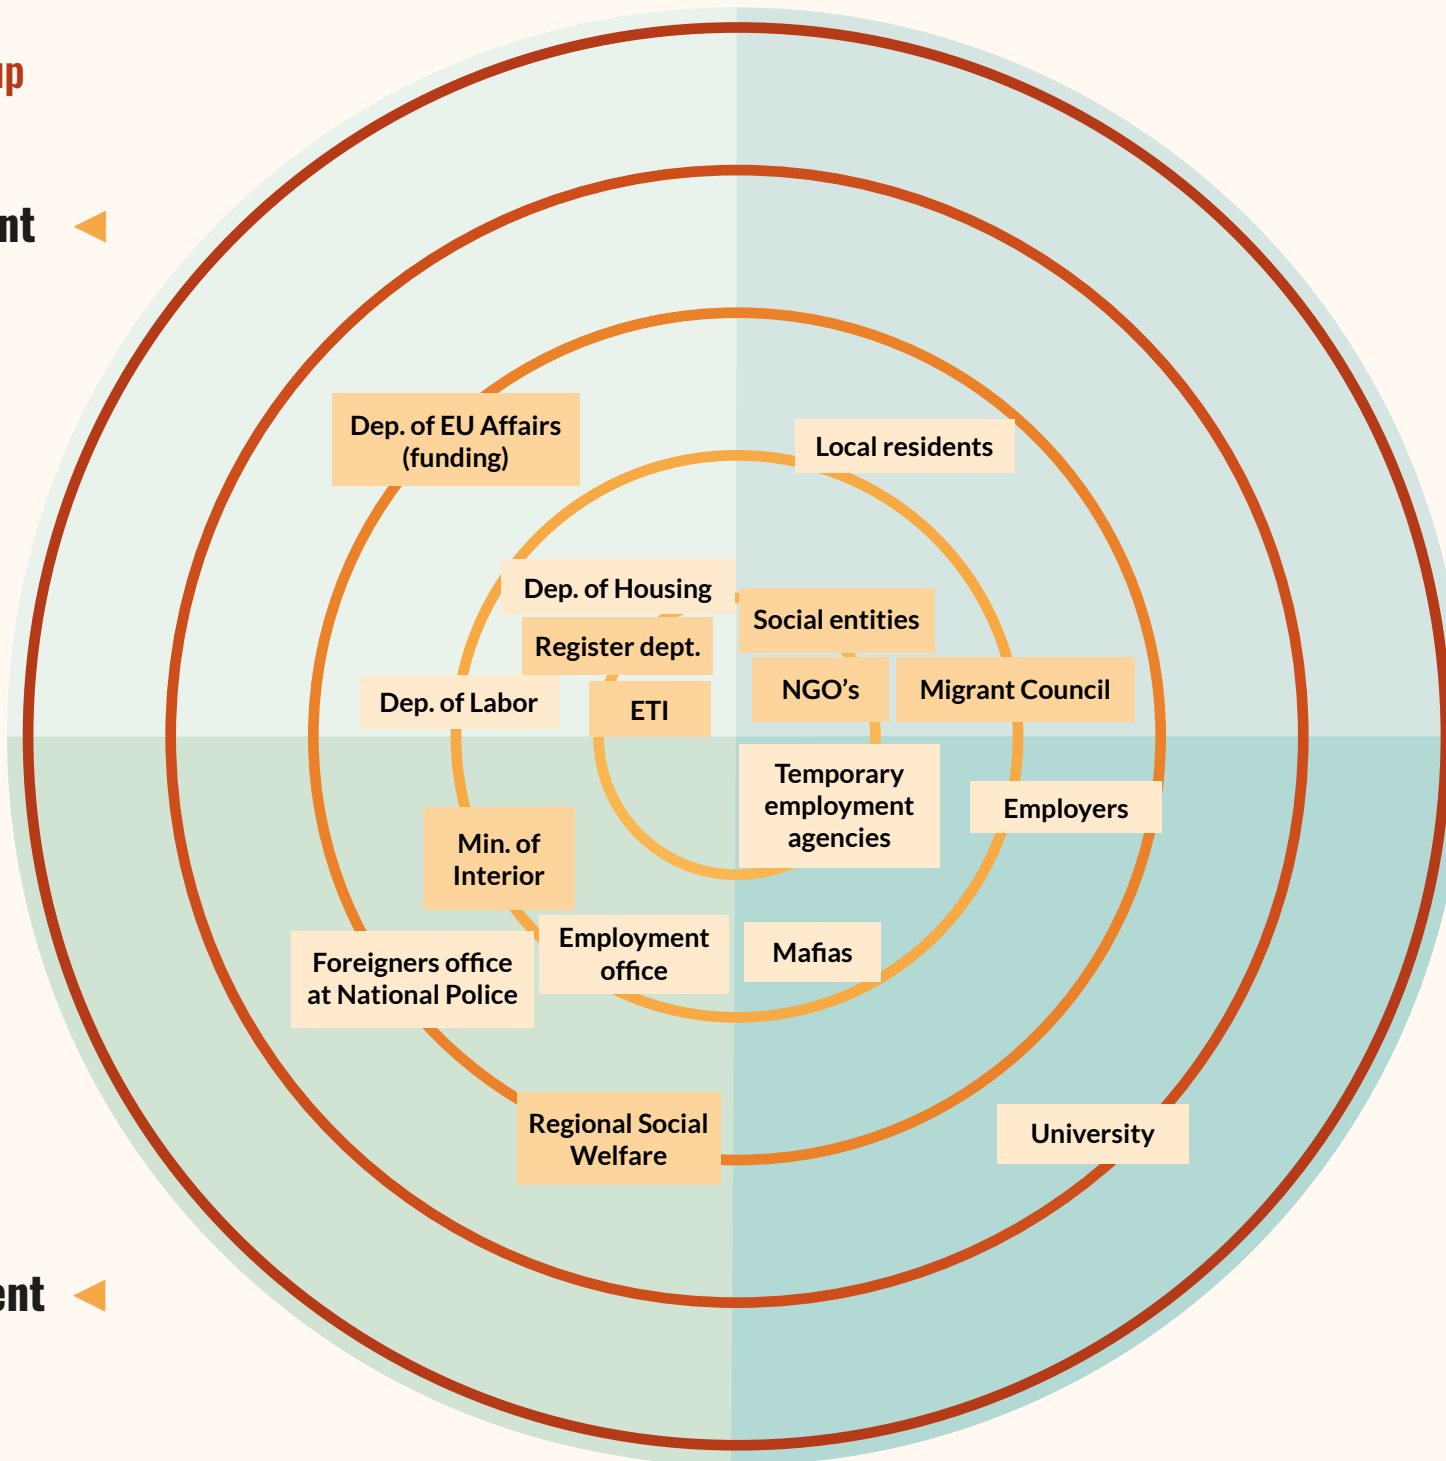 up
nt
Dep. of EU Affairs
(funding)
Local residents
Dep. of Housing
Social entities
Register dept.
NGO’s
Migrant Council
Dep. of Labor
ETI
Temporary
employment
agencies
Employers
Min. of
Interior
Employment
office
Mafias
Foreigners office
at National Police
Regional Social
Welfare
University
ent